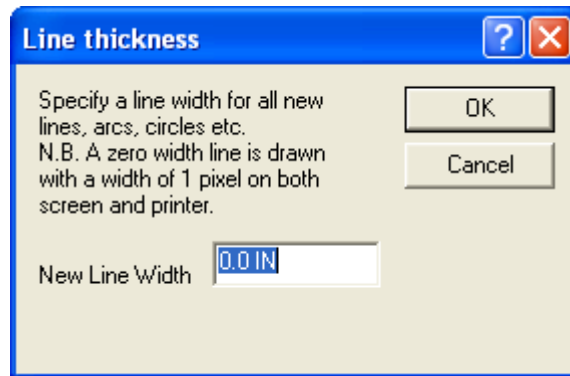 Line thickness
Specify a line width for all new
lines, arcs, circles etc.
N.B. A zero width line is drawn
with a width of 1 pixel on both
screen and printer.
OK
Cancel
New Line Width
0.0 IN